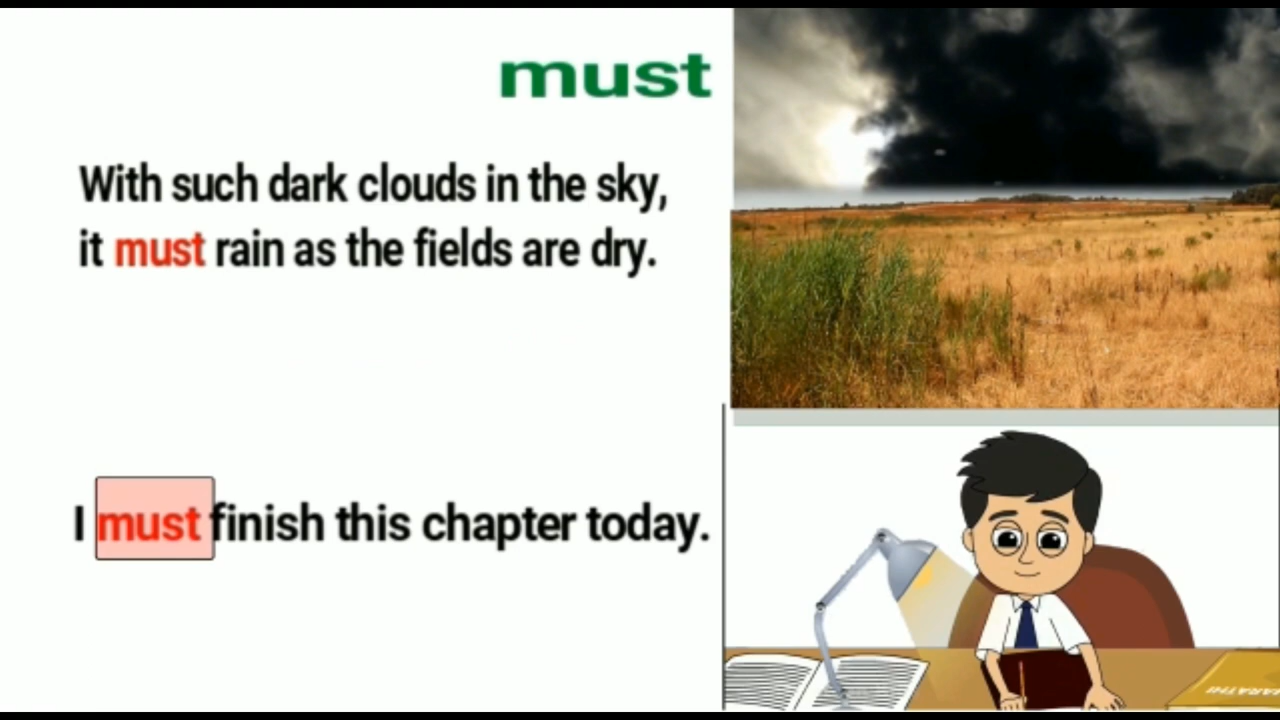 must
With such dark clouds in the sky,
it must rain as the fields are dry.
I must finish this chapter today.